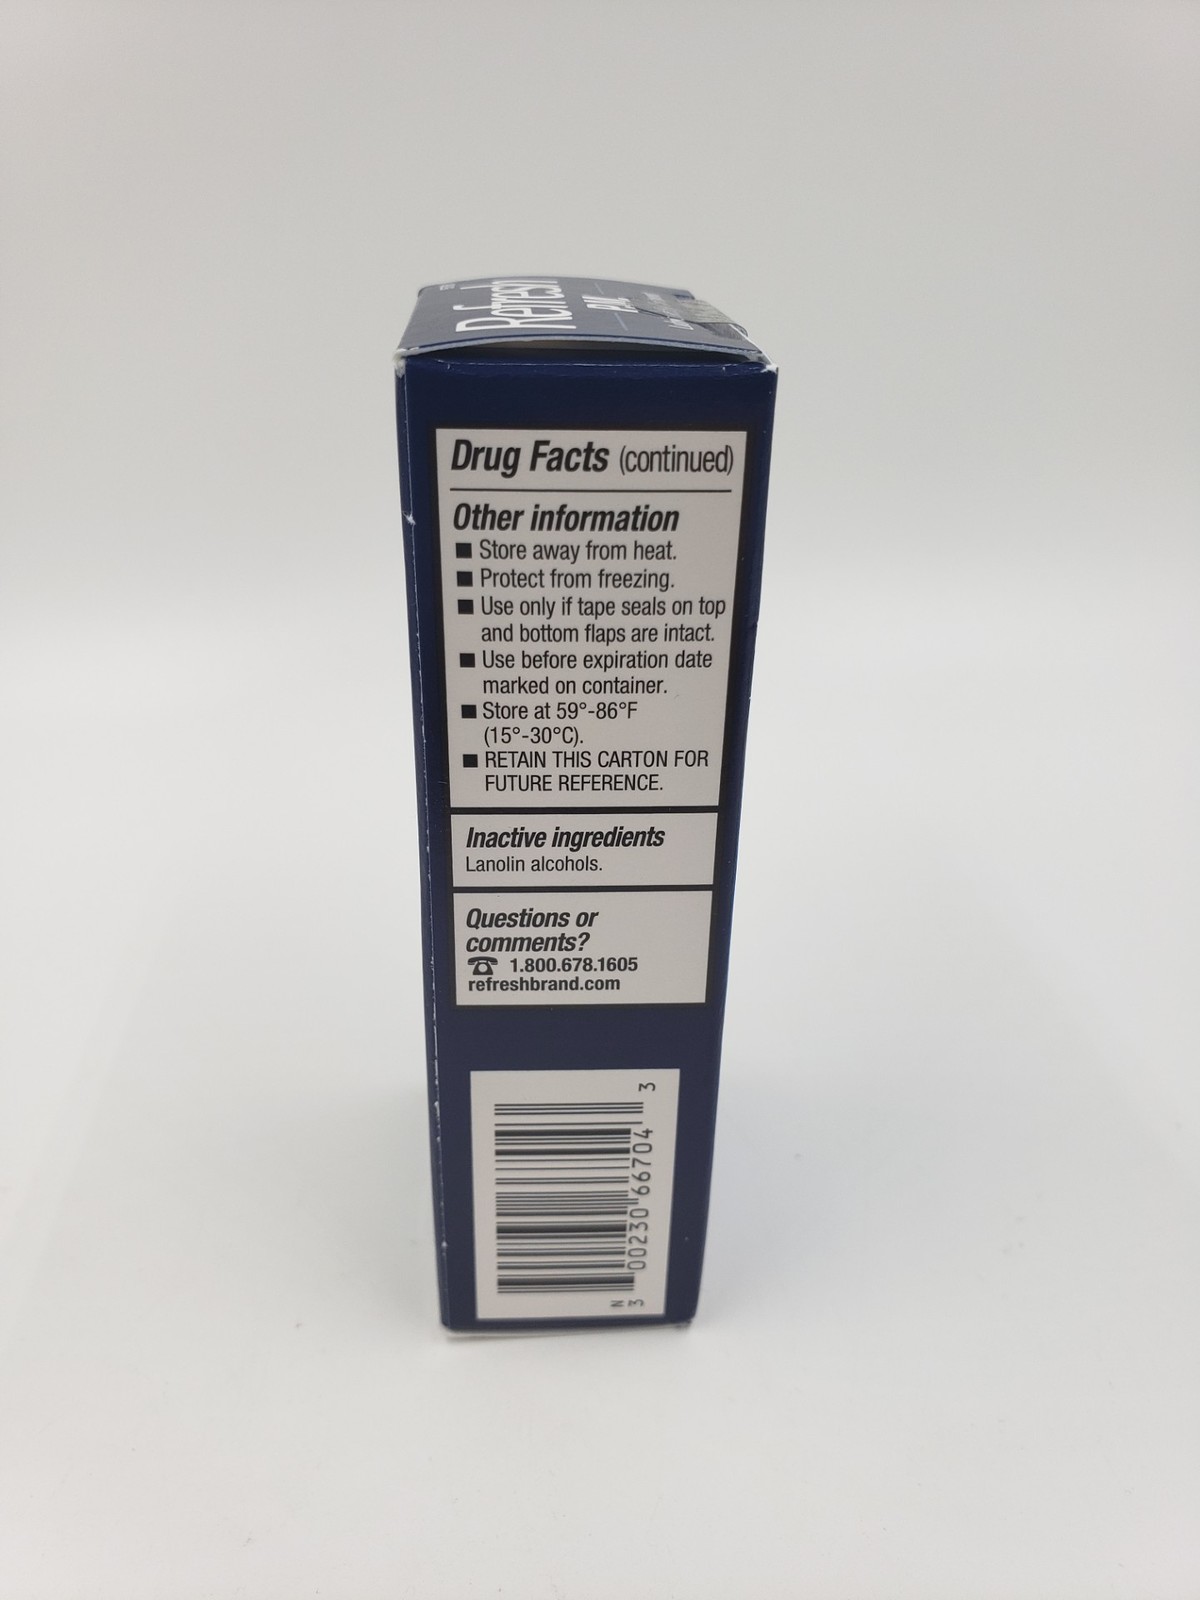 Refresh
P.M.
Drug Facts (continued)
Other information
■ Store away from heat.
■ Protect from freezing.
■ Use only if tape seals on top
and bottom flaps are intact.
■ Use before expiration date
marked on container.
■ Store at 59°-86°F
(15°-30°C).
■ RETAIN THIS CARTON FOR
FUTURE REFERENCE.
Inactive ingredients
Lanolin alcohols.
Questions or
comments?
☎ 1.800.678.1605
refreshbrand.com
N
3 00230 66704 3